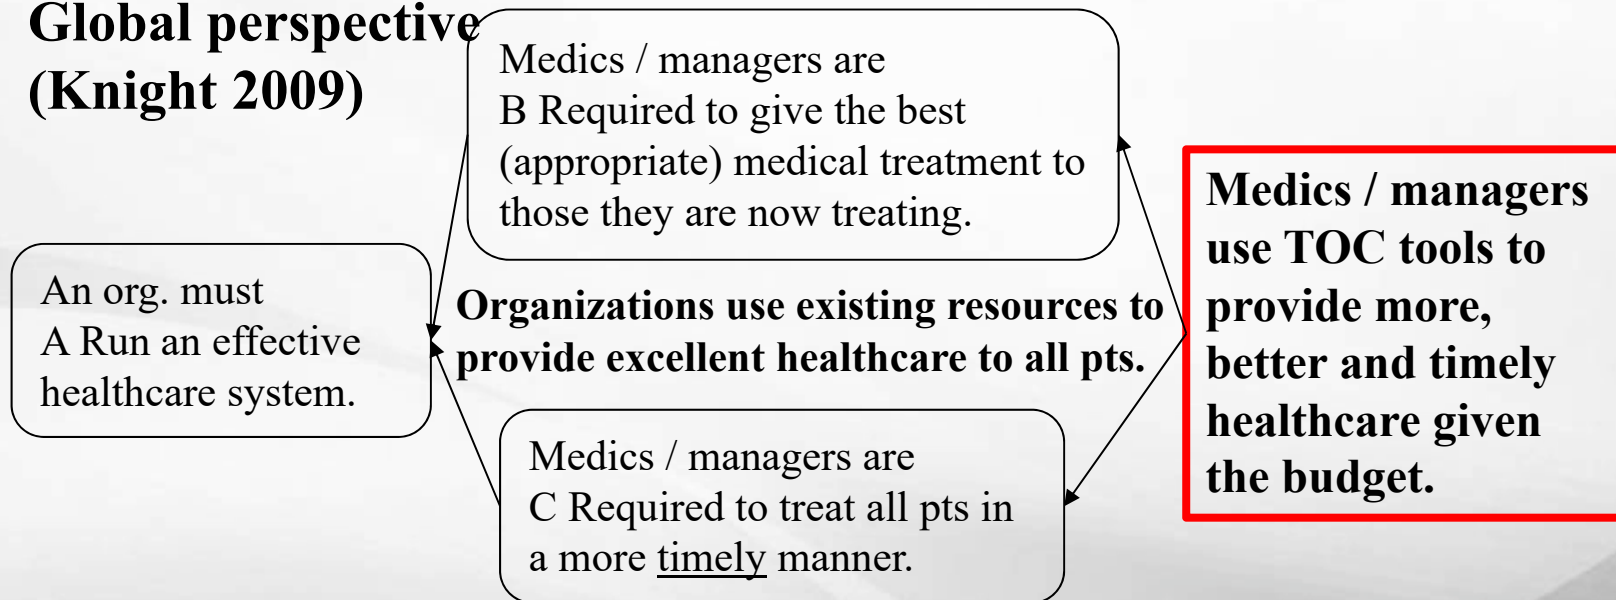 Global perspective
(Knight 2009)
Medics / managers are
B Required to give the best
(appropriate) medical treatment to
those they are now treating.
An org. must
A Run an effective
healthcare system.
Organizations use existing resources to
provide excellent healthcare to all pts.
Medics / managers are
C Required to treat all pts in
a more timely manner.
Medics / managers
use TOC tools to
provide more,
better and timely
healthcare given
the budget.